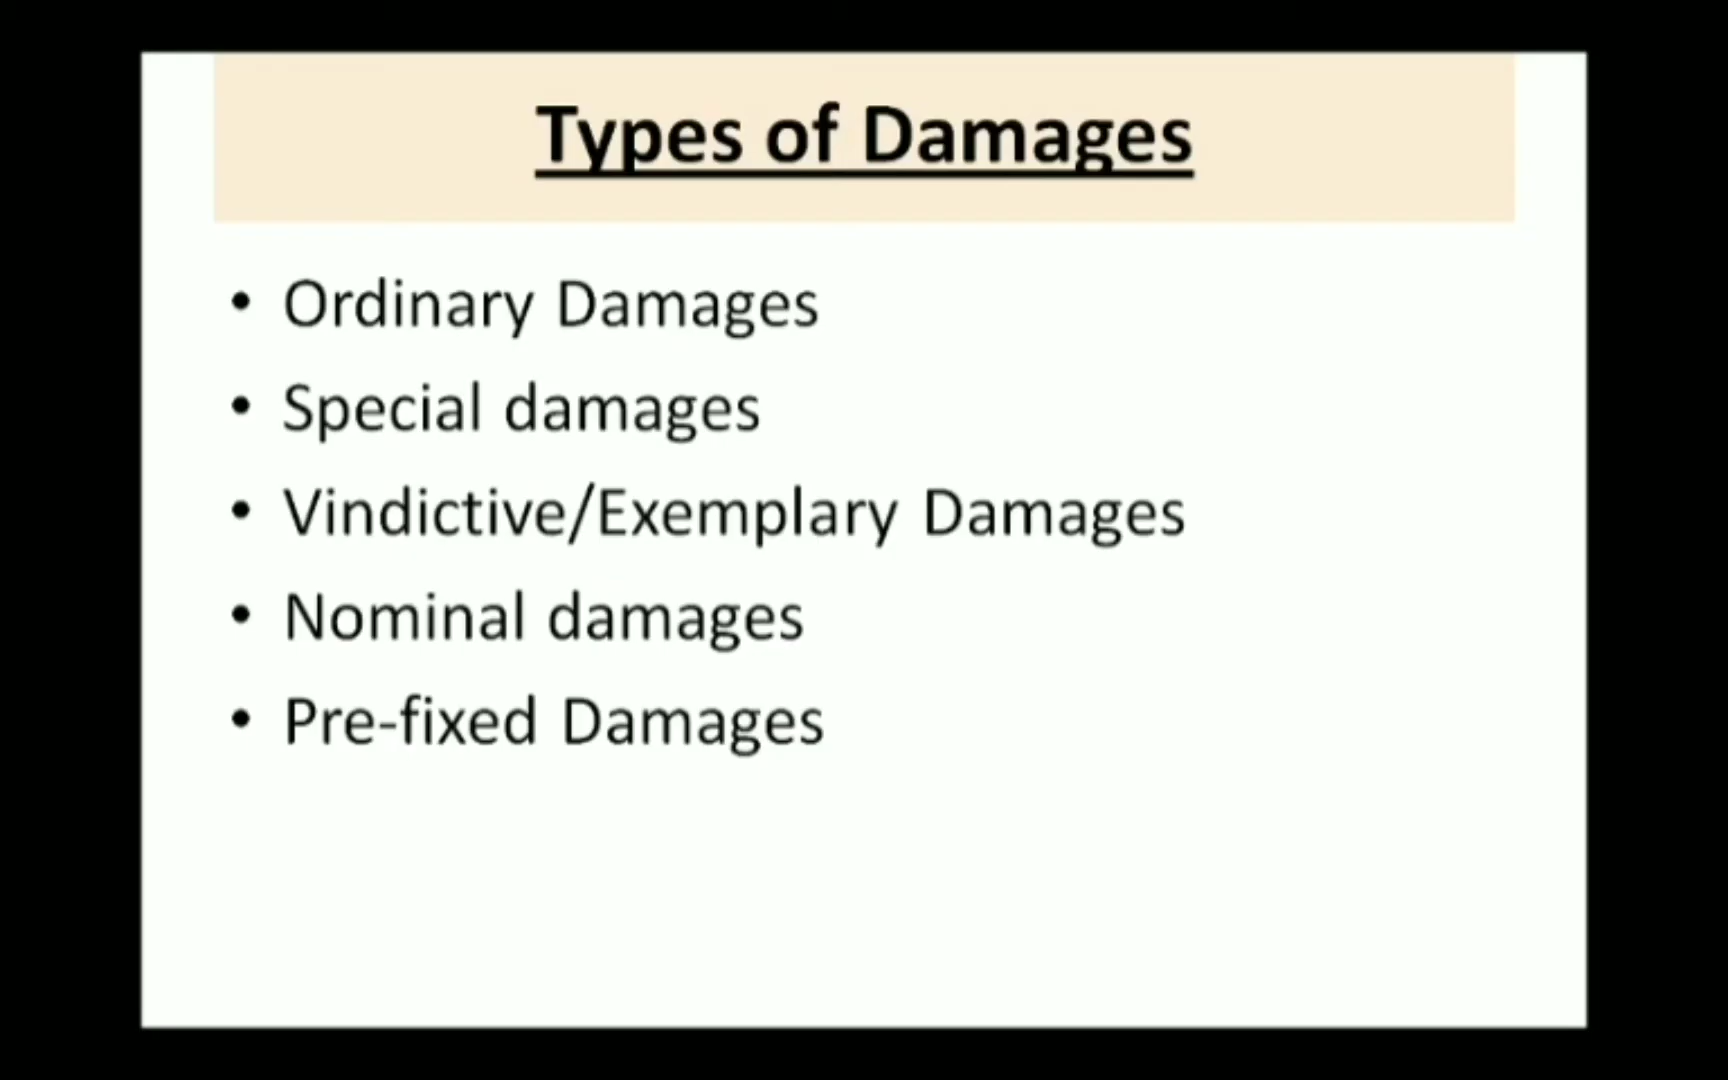 Types of Damages
• Ordinary Damages
• Special damages
• Vindictive/Exemplary Damages
• Nominal damages
• Pre-fixed Damages